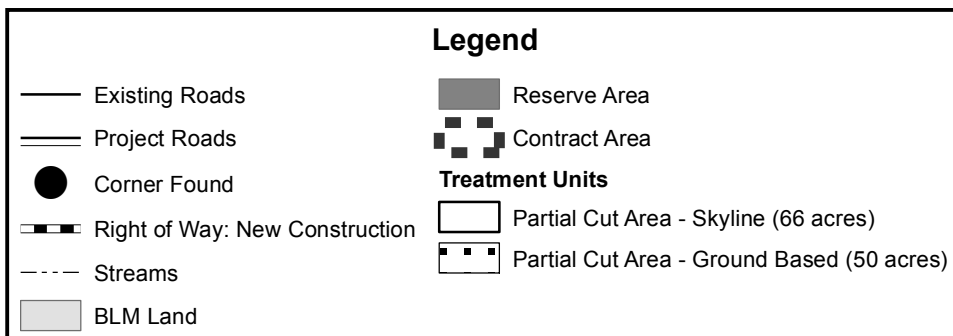 Legend
Existing Roads
Project Roads
Corner Found
Right of Way: New Construction
Streams
BLM Land
Reserve Area
Contract Area
Treatment Units
Partial Cut Area - Skyline (66 acres)
Partial Cut Area - Ground Based (50 acres)